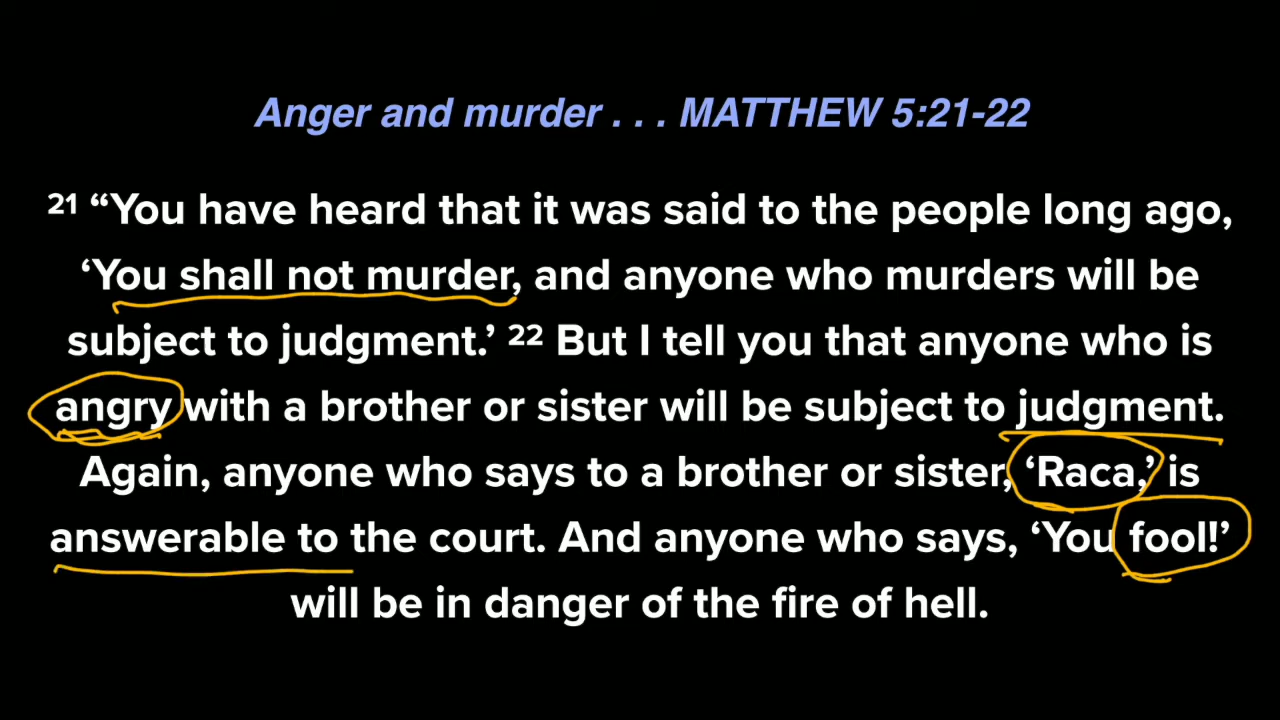 Anger and murder . . . MATTHEW 5:21-22
²¹ “You have heard that it was said to the people long ago,
‘You shall not murder, and anyone who murders will be
subject to judgment.’ ²² But I tell you that anyone who is
angry with a brother or sister will be subject to judgment.
Again, anyone who says to a brother or sister, ‘Raca,’ is
answerable to the court. And anyone who says, ‘You fool!’
will be in danger of the fire of hell.